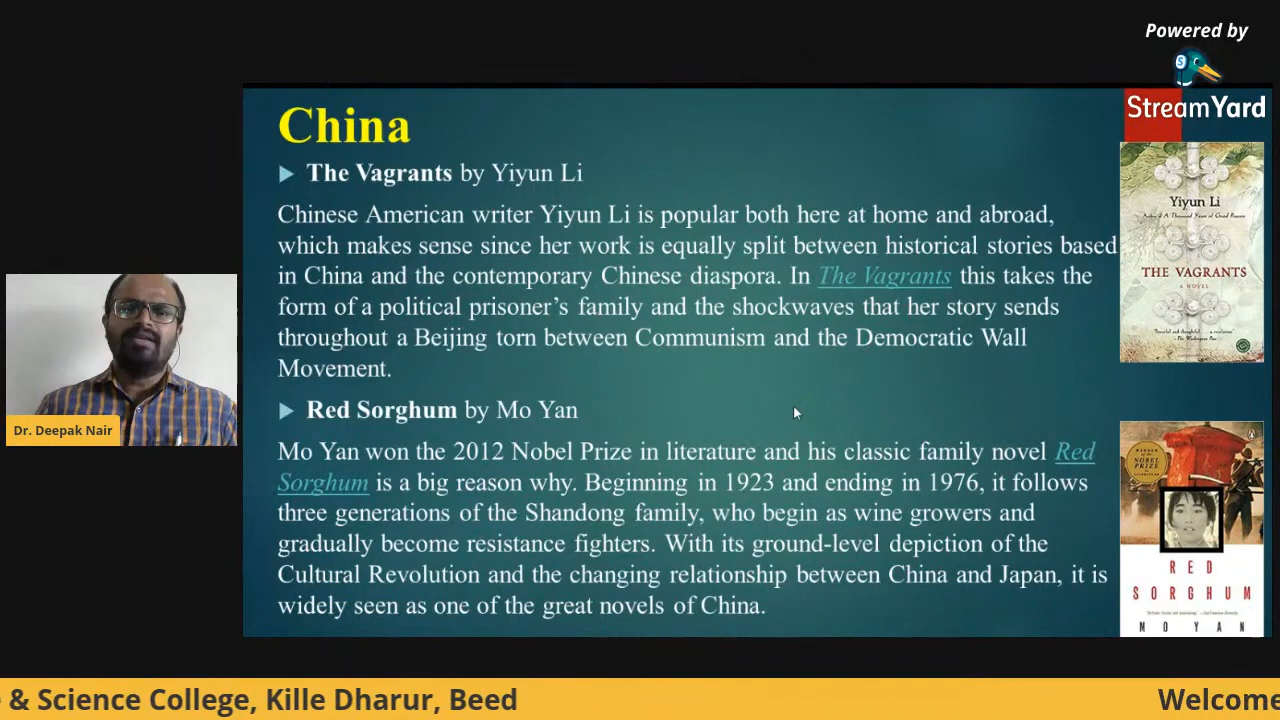 Powered by
StreamYard
China
The Vagrants by Yiyun Li
Chinese American writer Yiyun Li is popular both here at home and abroad,
which makes sense since her work is equally split between historical stories based
in China and the contemporary Chinese diaspora. In The Vagrants this takes the
form of a political prisoner’s family and the shockwaves that her story sends
throughout a Beijing torn between Communism and the Democratic Wall
Movement.
Red Sorghum by Mo Yan
Mo Yan won the 2012 Nobel Prize in literature and his classic family novel Red
Sorghum is a big reason why. Beginning in 1923 and ending in 1976, it follows
three generations of the Shandong family, who begin as wine growers and
gradually become resistance fighters. With its ground-level depiction of the
Cultural Revolution and the changing relationship between China and Japan, it is
widely seen as one of the great novels of China.
Yiyun Li
THE VAGRANTS
A NOVEL
WINNER
OF THE
NOBEL
PRIZE
RED
SORGHUM
MO YAN
Dr. Deepak Nair
& Science College, Kille Dharur, Beed
Welcome